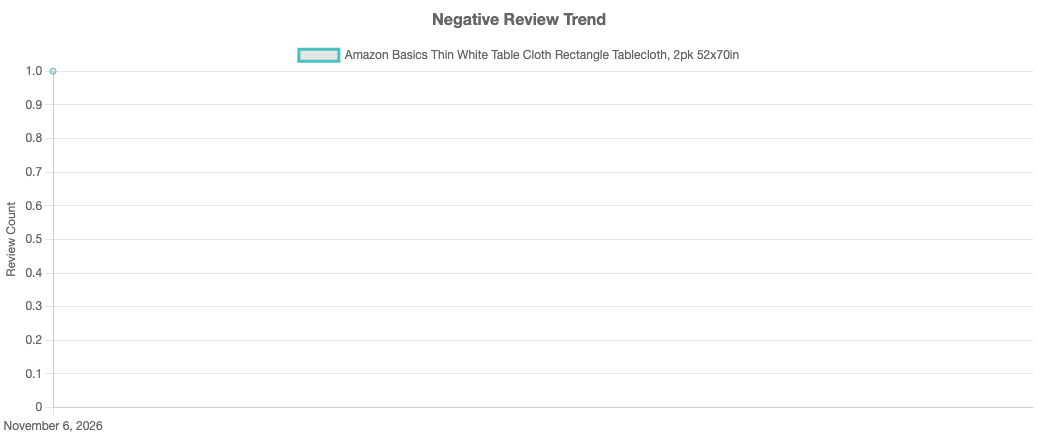 Negative Review Trend
Amazon Basics Thin White Table Cloth Rectangle Tablecloth, 2pk 52x70in
1.0
0.9
0.8
0.7
0.6
0.5
0.4
0.3
0.2
0.1
0
Review Count
November 6, 2026